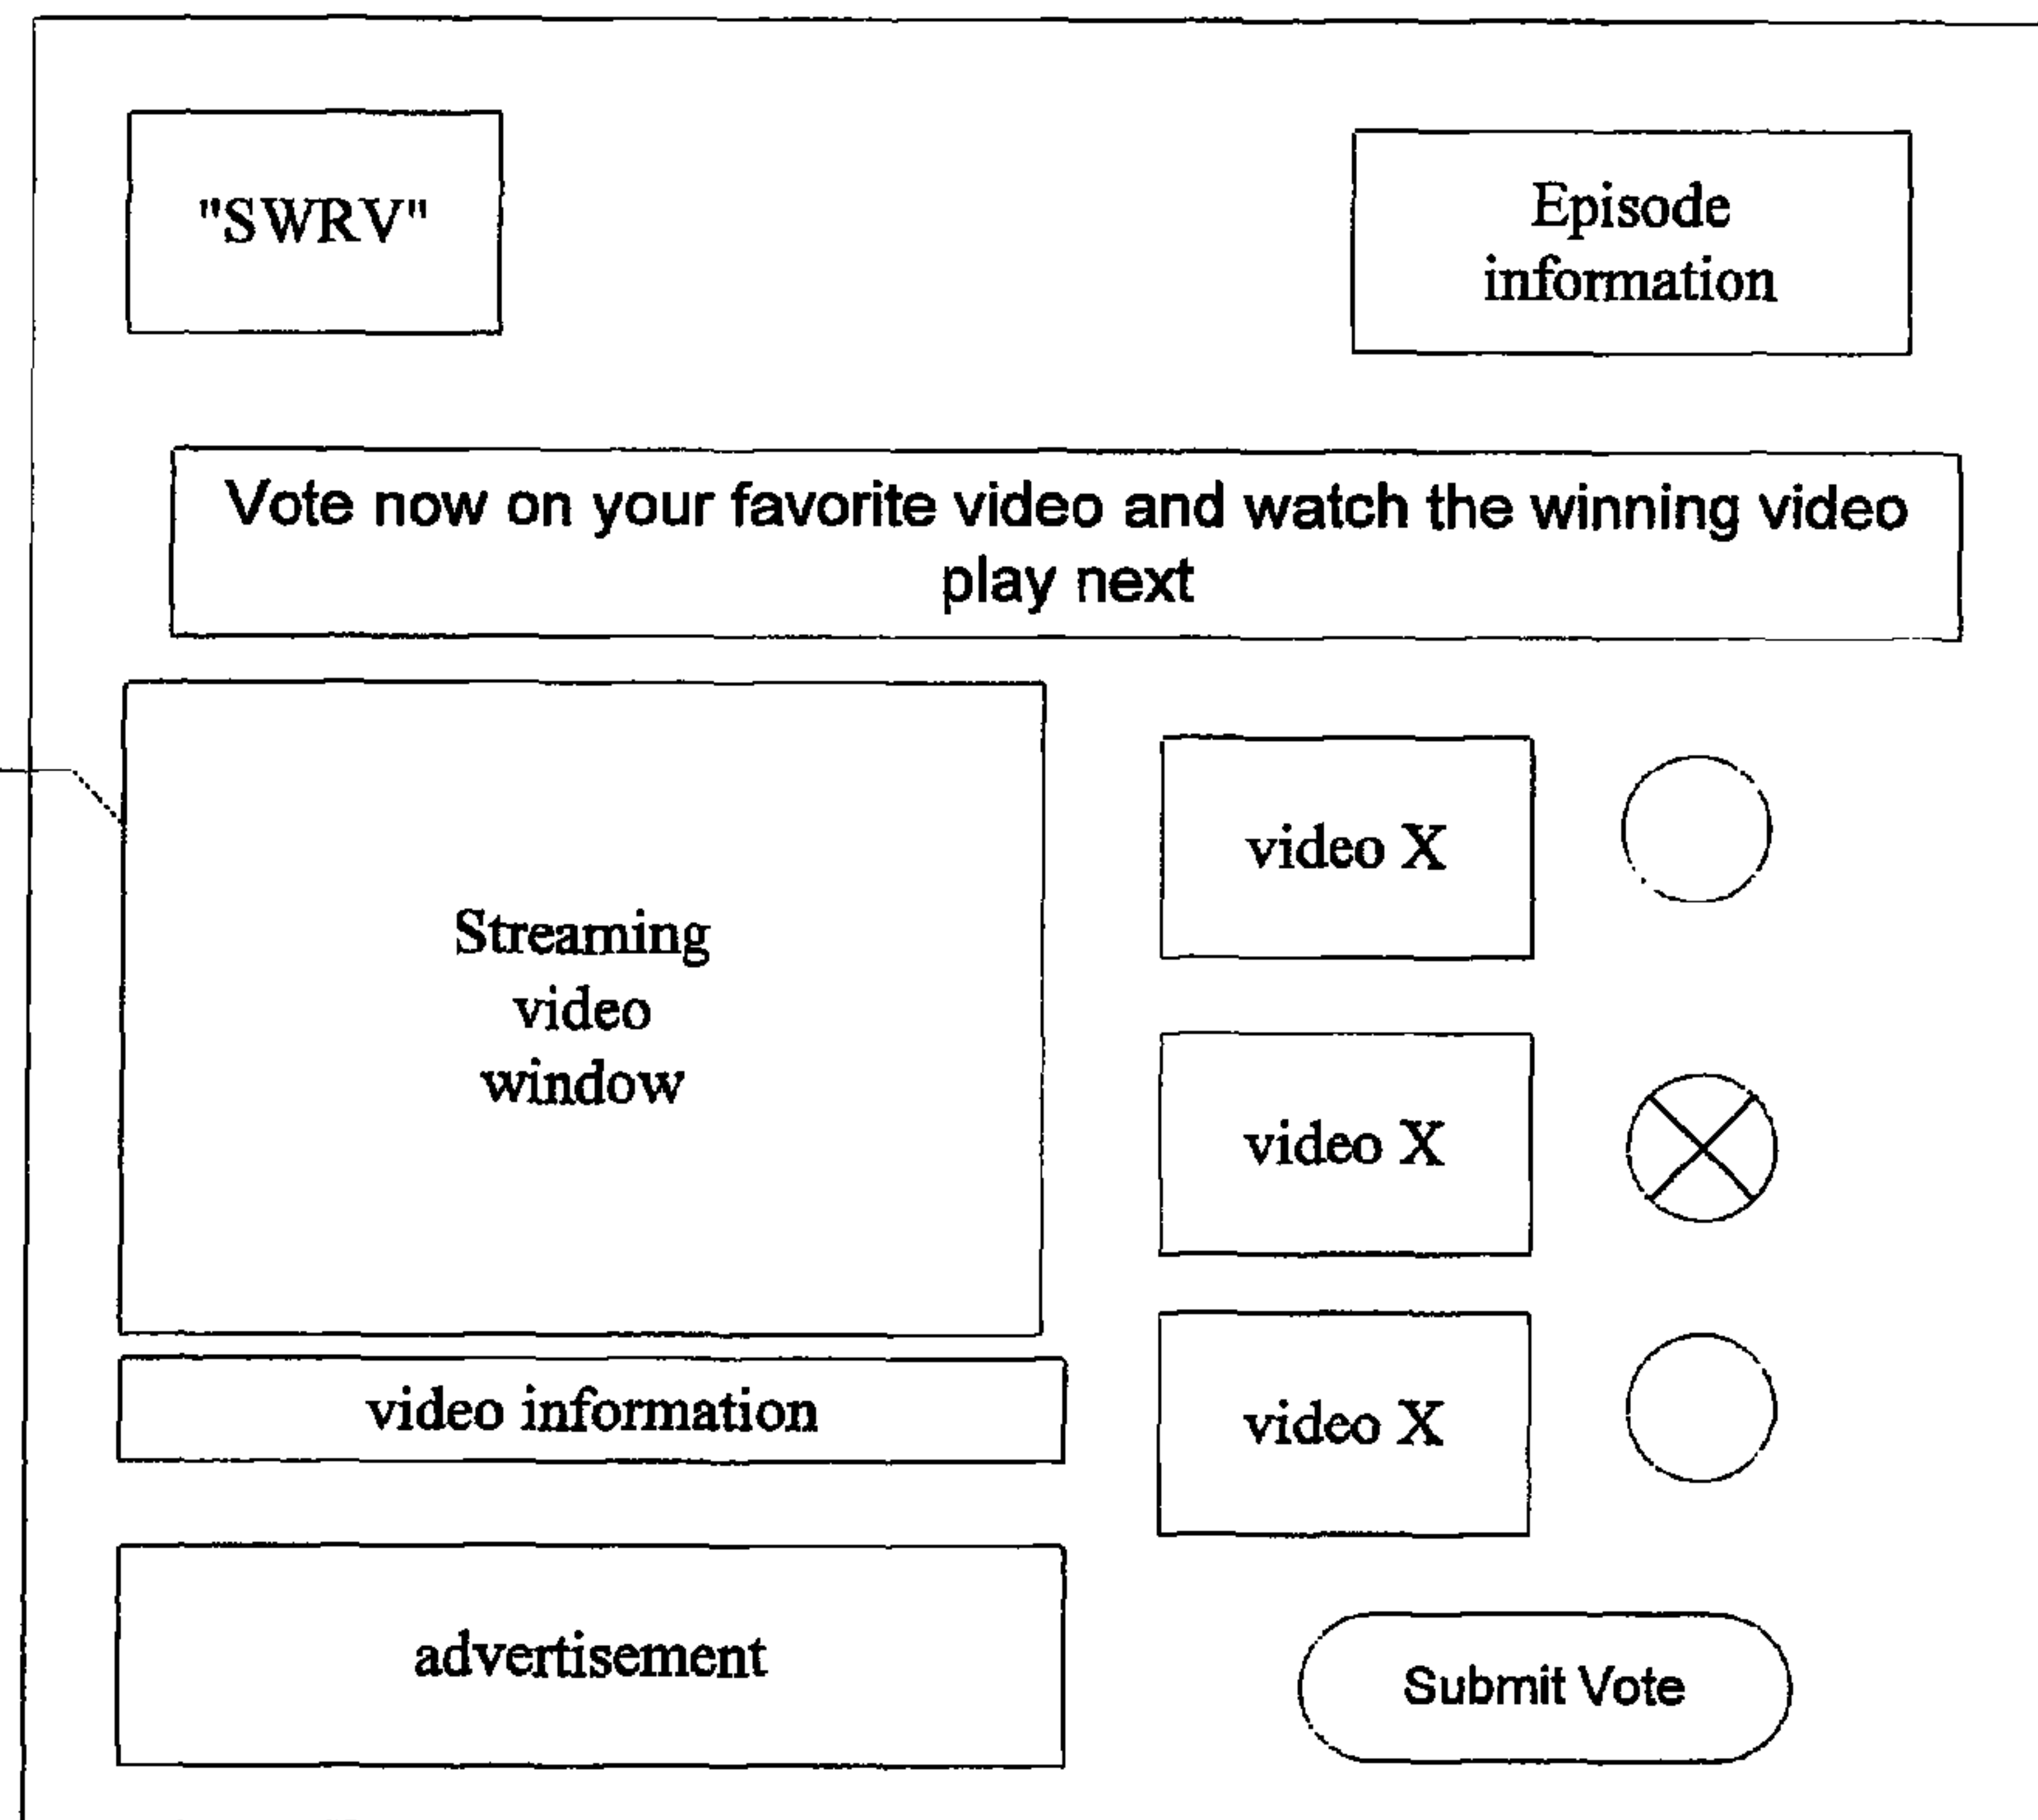 "SWRV"
Episode
information
Vote now on your favorite video and watch the winning video
play next
Streaming
video
window
video X
video X
video X
video information
advertisement
Submit Vote